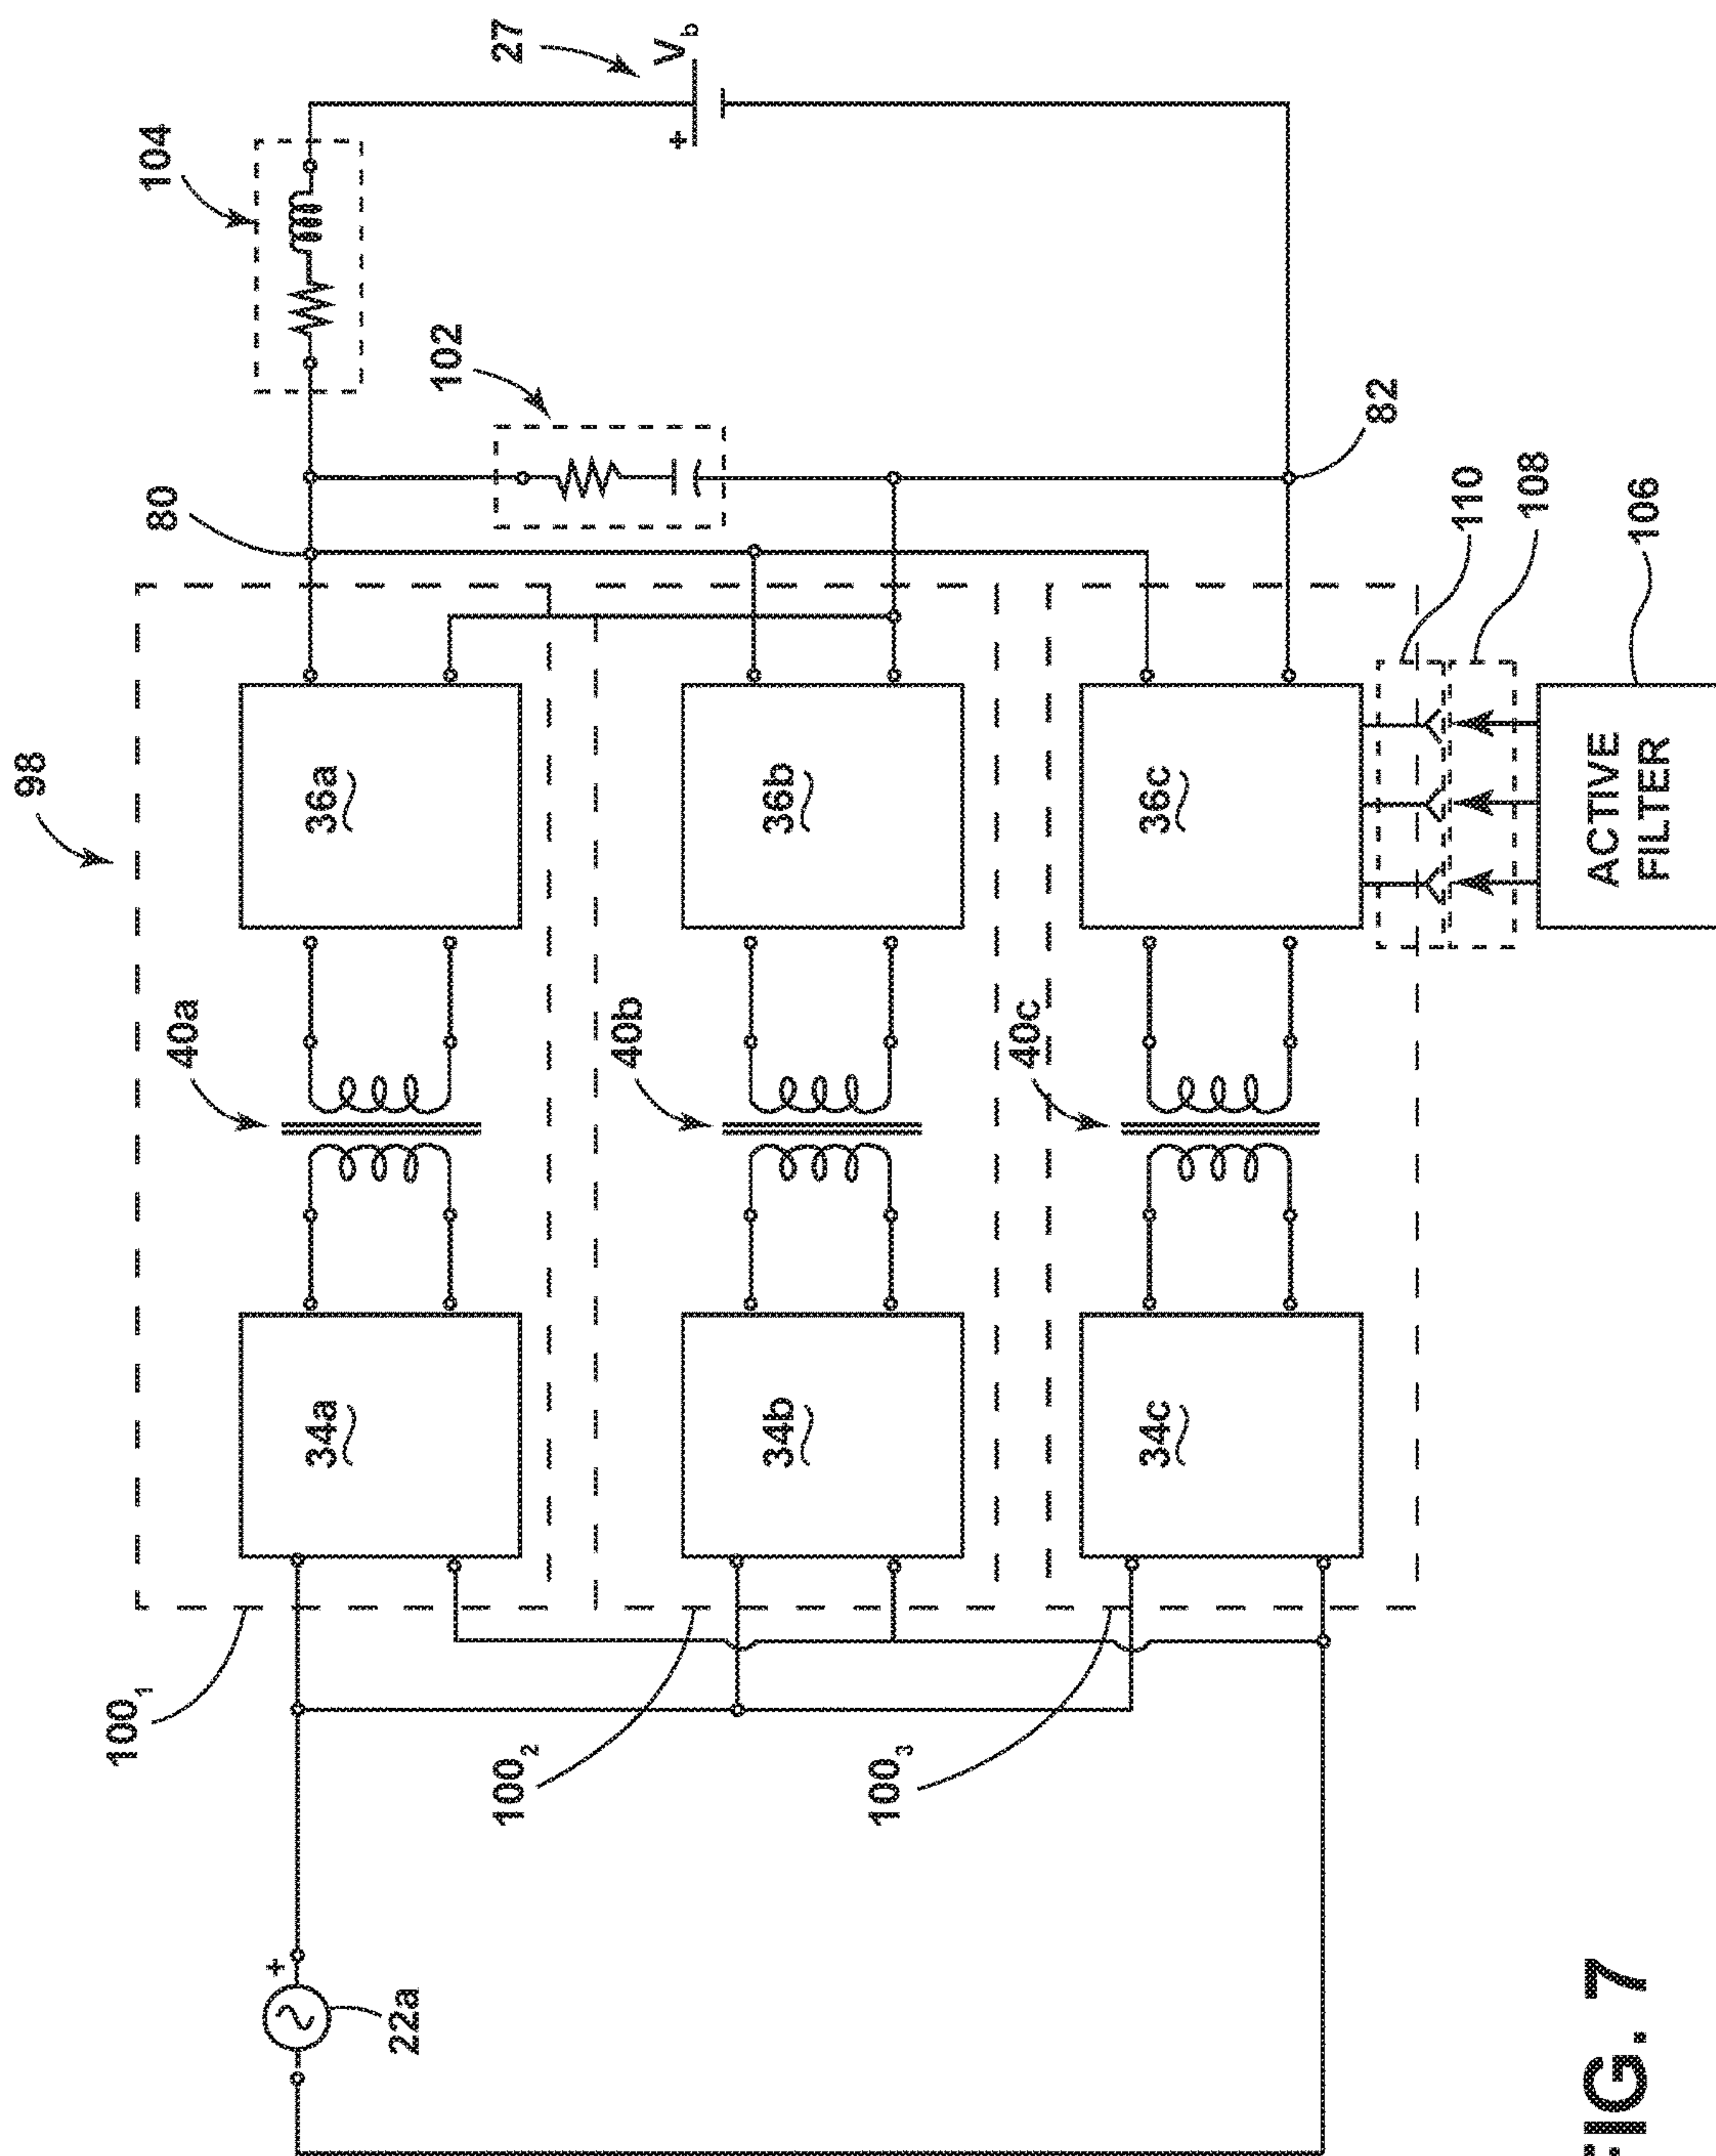 98
100₁
34a
40a
36a
80
104
27
V_b
+
22a
+
100₂
34b
40b
36b
102
100₃
34c
40c
36c
82
110
108
106
ACTIVE
FILTER
FIG. 7